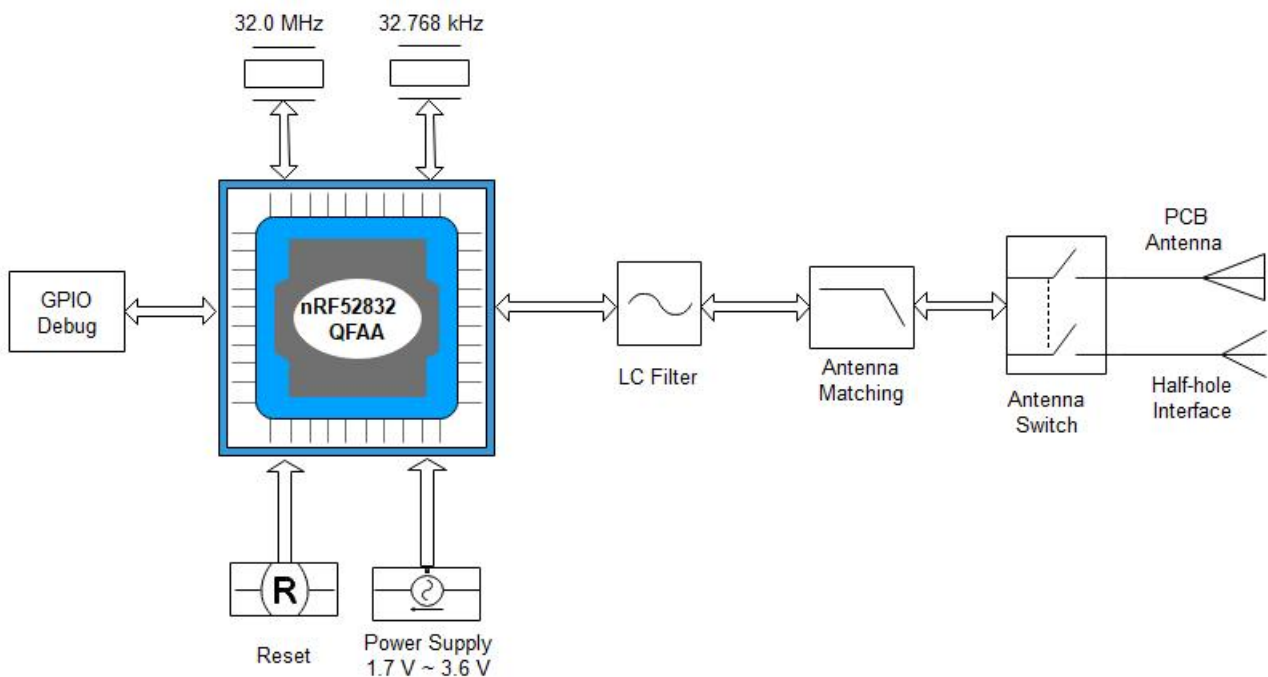 32.0 MHz
32.768 kHz
GPIO
Debug
nRF52832
QFAA
LC Filter
Antenna
Matching
Antenna
Switch
PCB
Antenna
Half-hole
Interface
R
Reset
Power Supply
1.7 V ~ 3.6 V